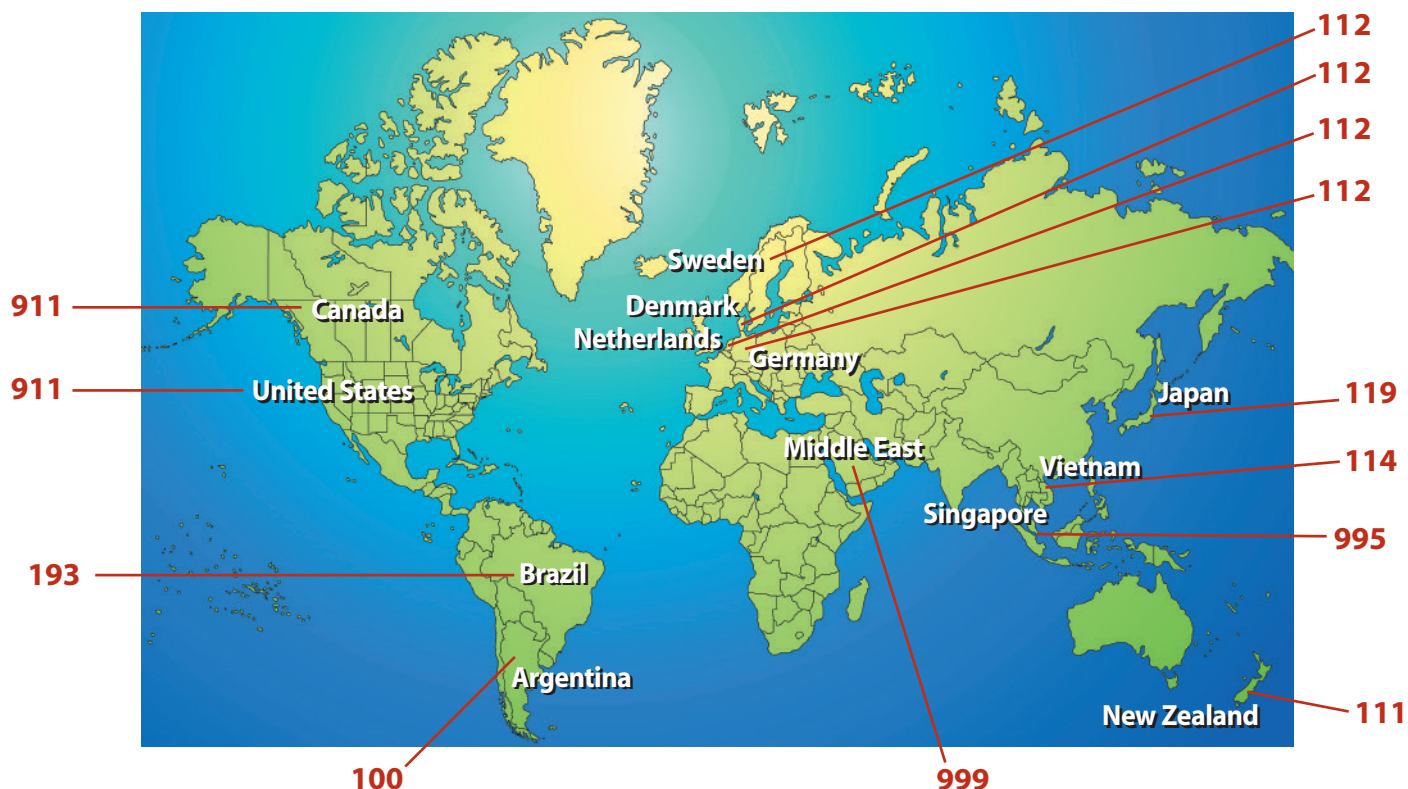 112
112
112
112
Sweden
Denmark
Netherlands
Germany
911
Canada
911
United States
Japan
119
Middle East
Vietnam
114
Singapore
995
193
Brazil
Argentina
New Zealand
111
100
999